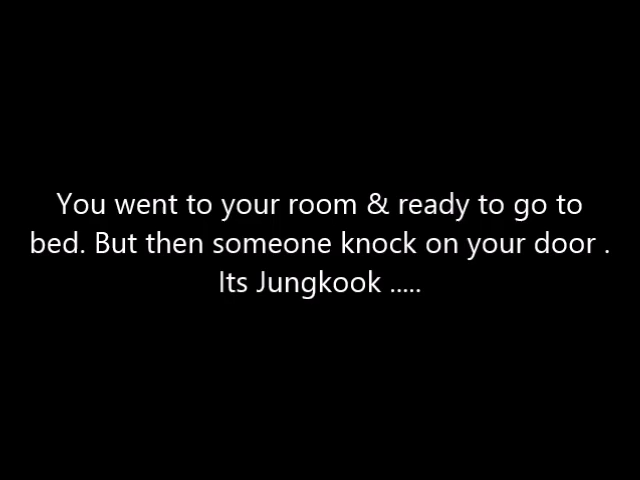 You went to your room & ready to go to
bed. But then someone knock on your door .
Its Jungkook .....